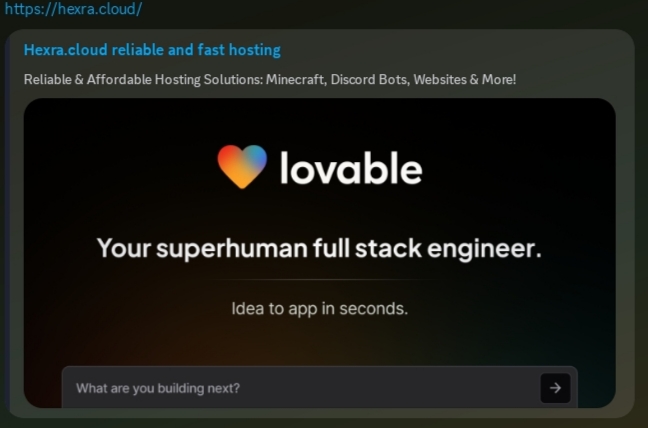 https://hexra.cloud/
Hexra.cloud reliable and fast hosting
Reliable & Affordable Hosting Solutions: Minecraft, Discord Bots, Websites & More!
lovable
Your superhuman full stack engineer.
Idea to app in seconds.
What are you building next?